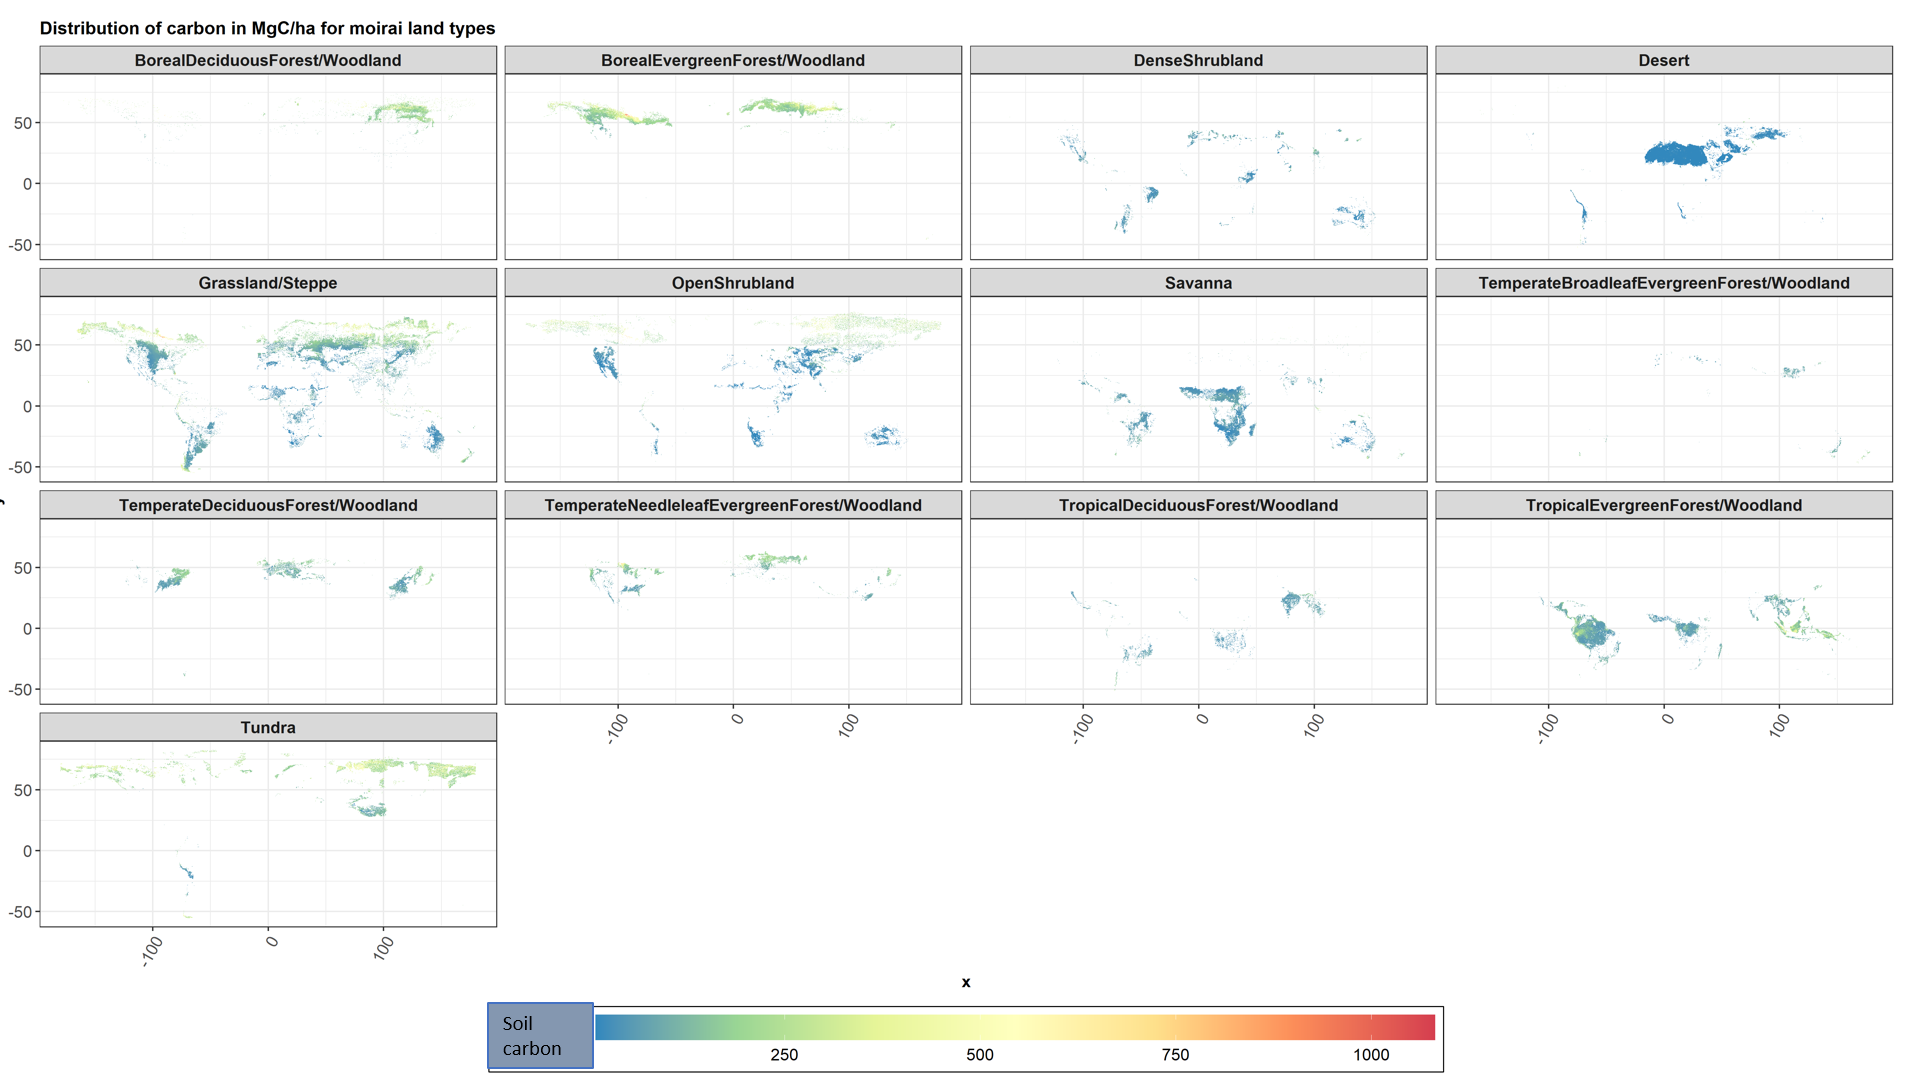 Distribution of carbon in MgC/ha for moirai land types
BorealDeciduousForest/Woodland
BorealEvergreenForest/Woodland
DenseShrubland
Desert
50
0
-50
Grassland/Steppe
OpenShrubland
Savanna
TemperateBroadleafEvergreenForest/Woodland
50
0
-50
TemperateDeciduousForest/Woodland
TemperateNeedleleafEvergreenForest/Woodland
TropicalDeciduousForest/Woodland
TropicalEvergreenForest/Woodland
50
0
-50
-100 0 100
-100 0 100
-100 0 100
Tundra
50
0
-50
-100 0 100
x
Soil
carbon
250 500 750 1000